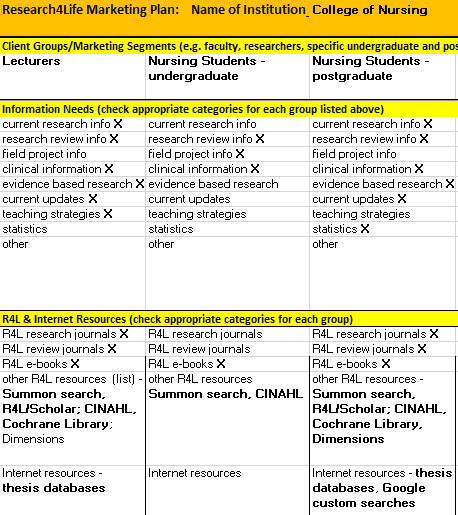 Research4Life Marketing Plan: Name of Institution_ College of Nursing
Client Groups/Marketing Segments (e.g. faculty, researchers, specific undergraduate and pos
Lecturers
Nursing Students - undergraduate
Nursing Students - postgraduate
Information Needs (check appropriate categories for each group listed above)
current research info X current research info current research info X
research review info X research review info X research review info X
field project info field project info X field project info
clinical information X clinical information X clinical information X
evidence based research X evidence based research evidence based research X
current updates X current updates current updates X
teaching strategies X teaching strategies teaching strategies
statistics statistics statistics X
other other other
R4L & Internet Resources (check appropriate categories for each group)
R4L research journals X R4L research journals R4L research journals X
R4L review journals X R4L review journals R4L review journals X
R4L e-books X R4L e-books X R4L e-books X
other R4L resources (list) -
Summon search,
R4L/Scholar; CINAHL,
Cochrane Library;
Dimensions
other R4L resources
Summon search, CINAHL
other R4L resources -
Summon search,
R4L/Scholar; CINAHL,
Cochrane Library,
Dimensions
Internet resources -
thesis databases
Internet resources
Internet resources - thesis
databases, Google
custom searches